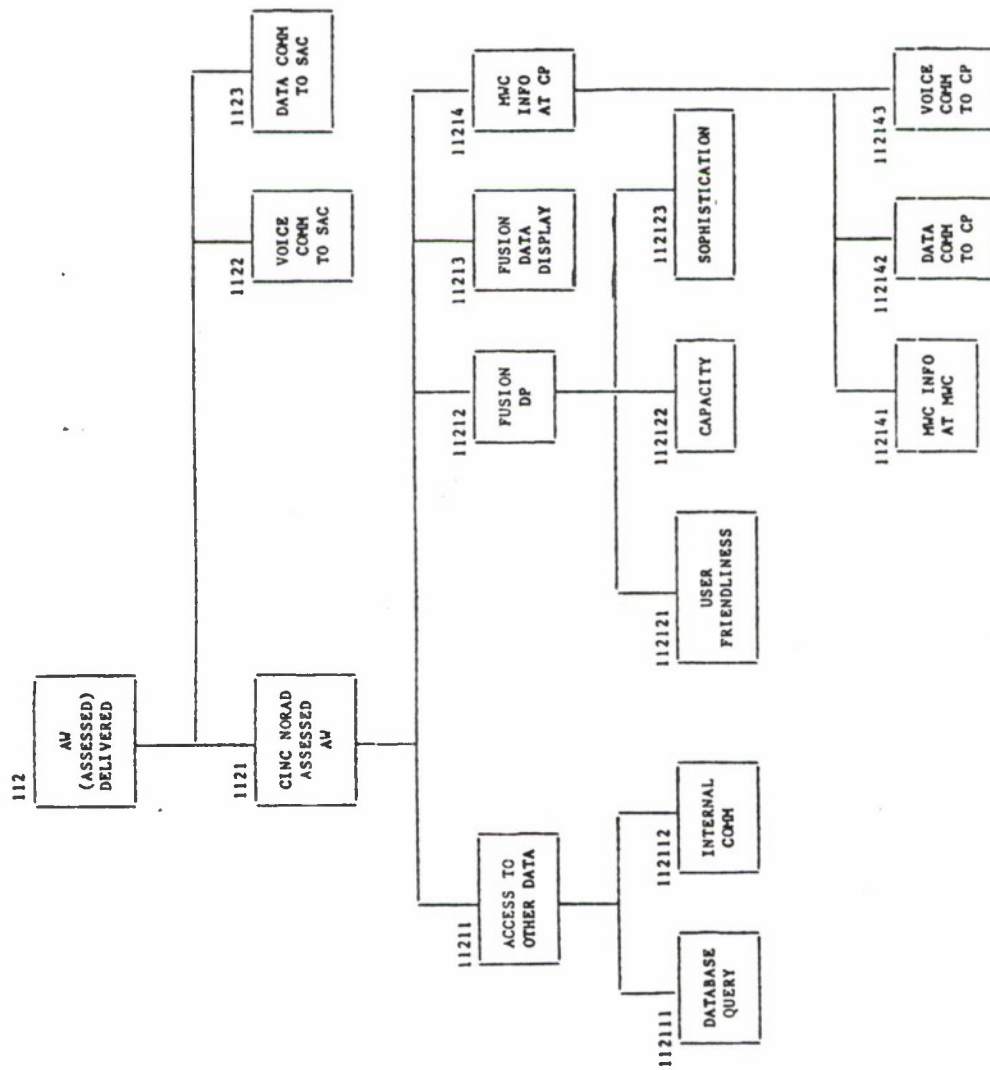 112
AW
(ASSESSED)
DELIVERED
1121
CINC NORAD
ASSESSED
AW
1122
VOICE
COMM
TO SAC
1123
DATA COMM
TO SAC
11211
ACCESS TO
OTHER DATA
11212
FUSION
DP
11213
FUSION
DATA
DISPLAY
11214
MWC
INFO
AT CP
112111
DATABASE
QUERY
112112
INTERNAL
COMM
112121
USER
FRIENDLINESS
112122
CAPACITY
112123
SOPHISTICATION
112141
MWC INFO
AT MWC
112142
DATA
COMM
TO CP
112143
VOICE
COMM
TO CP